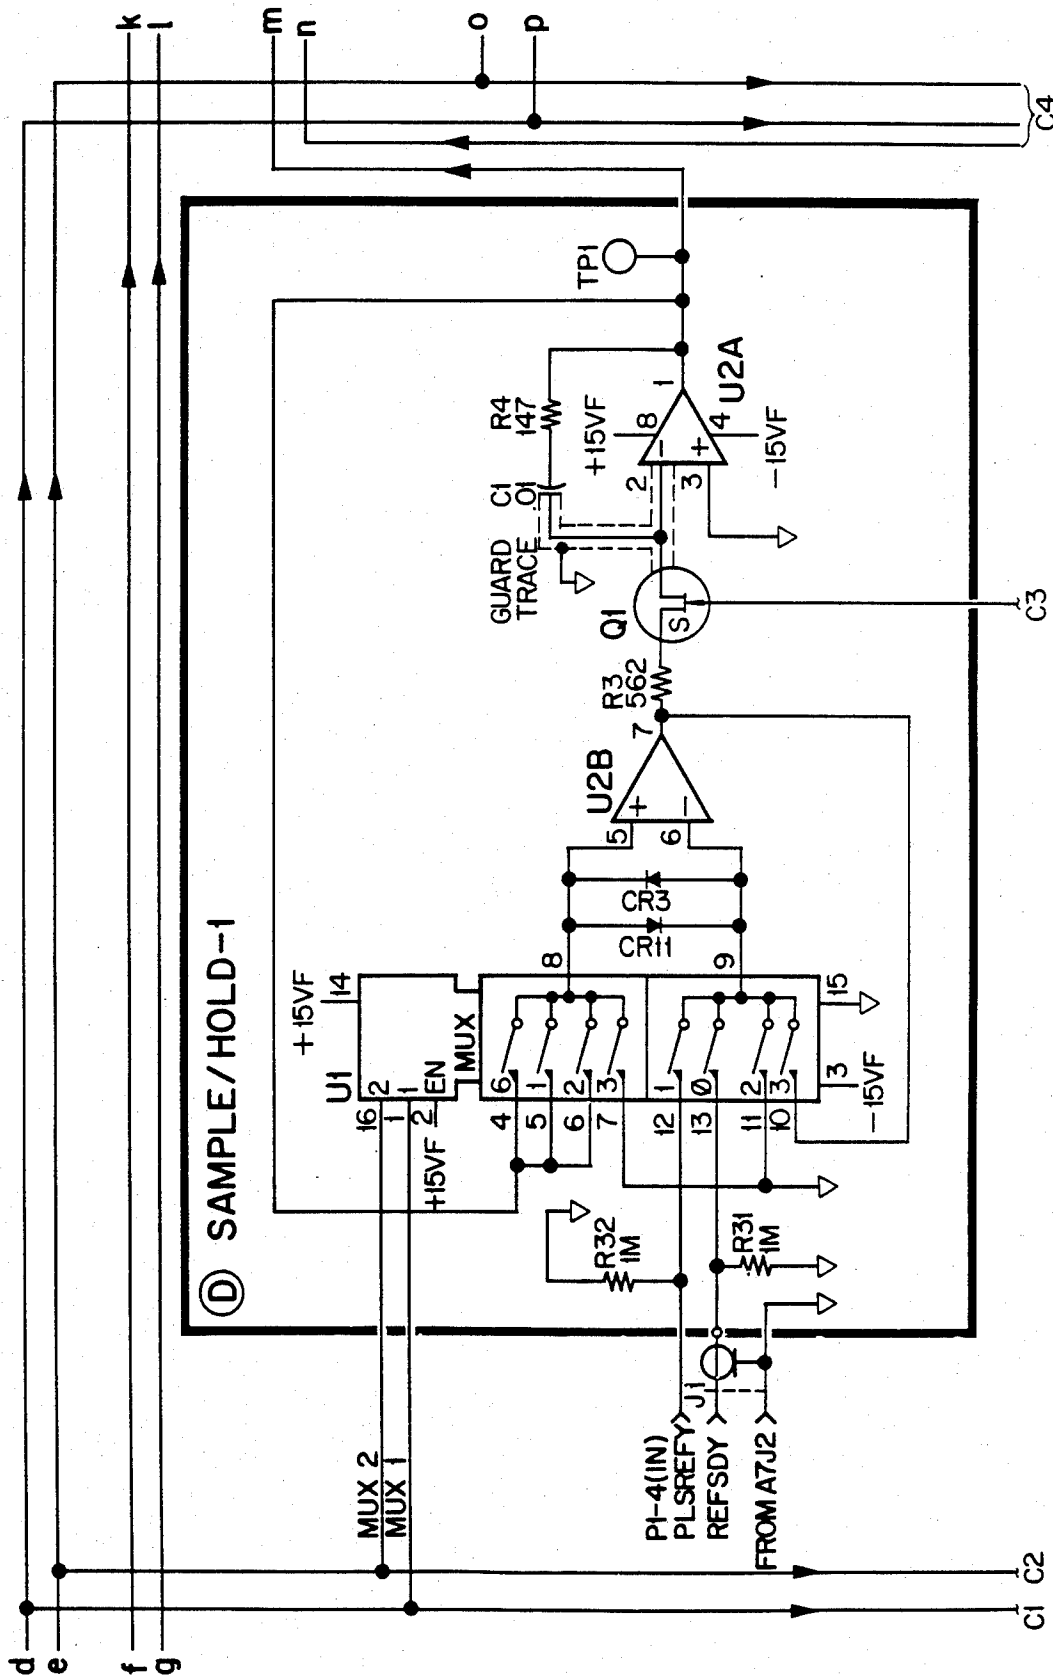 d
e
f
g
k
l
m
n
o
p
D SAMPLE/HOLD-1
MUX 2
MUX 1
+15VF
14
U1
16 2
1 1
2 EN
+15VF
MUX
4 6
5 1
6 2
7 3
12 1
13 Ø
11 2
10 3
8
9
15
3
-15VF
P1-4(IN)
PLSREFY
REFSDY
J1
FROM A7J2
R32
1M
R31
1M
CR3
CR11
U2B
5 +
6 -
7
R3
562
Q1
S
GUARD
TRACE
C1
.01
R4
147
+15VF
8
2 -
3 +
1
4
U2A
-15VF
TP1
C1
C2
C3
C4